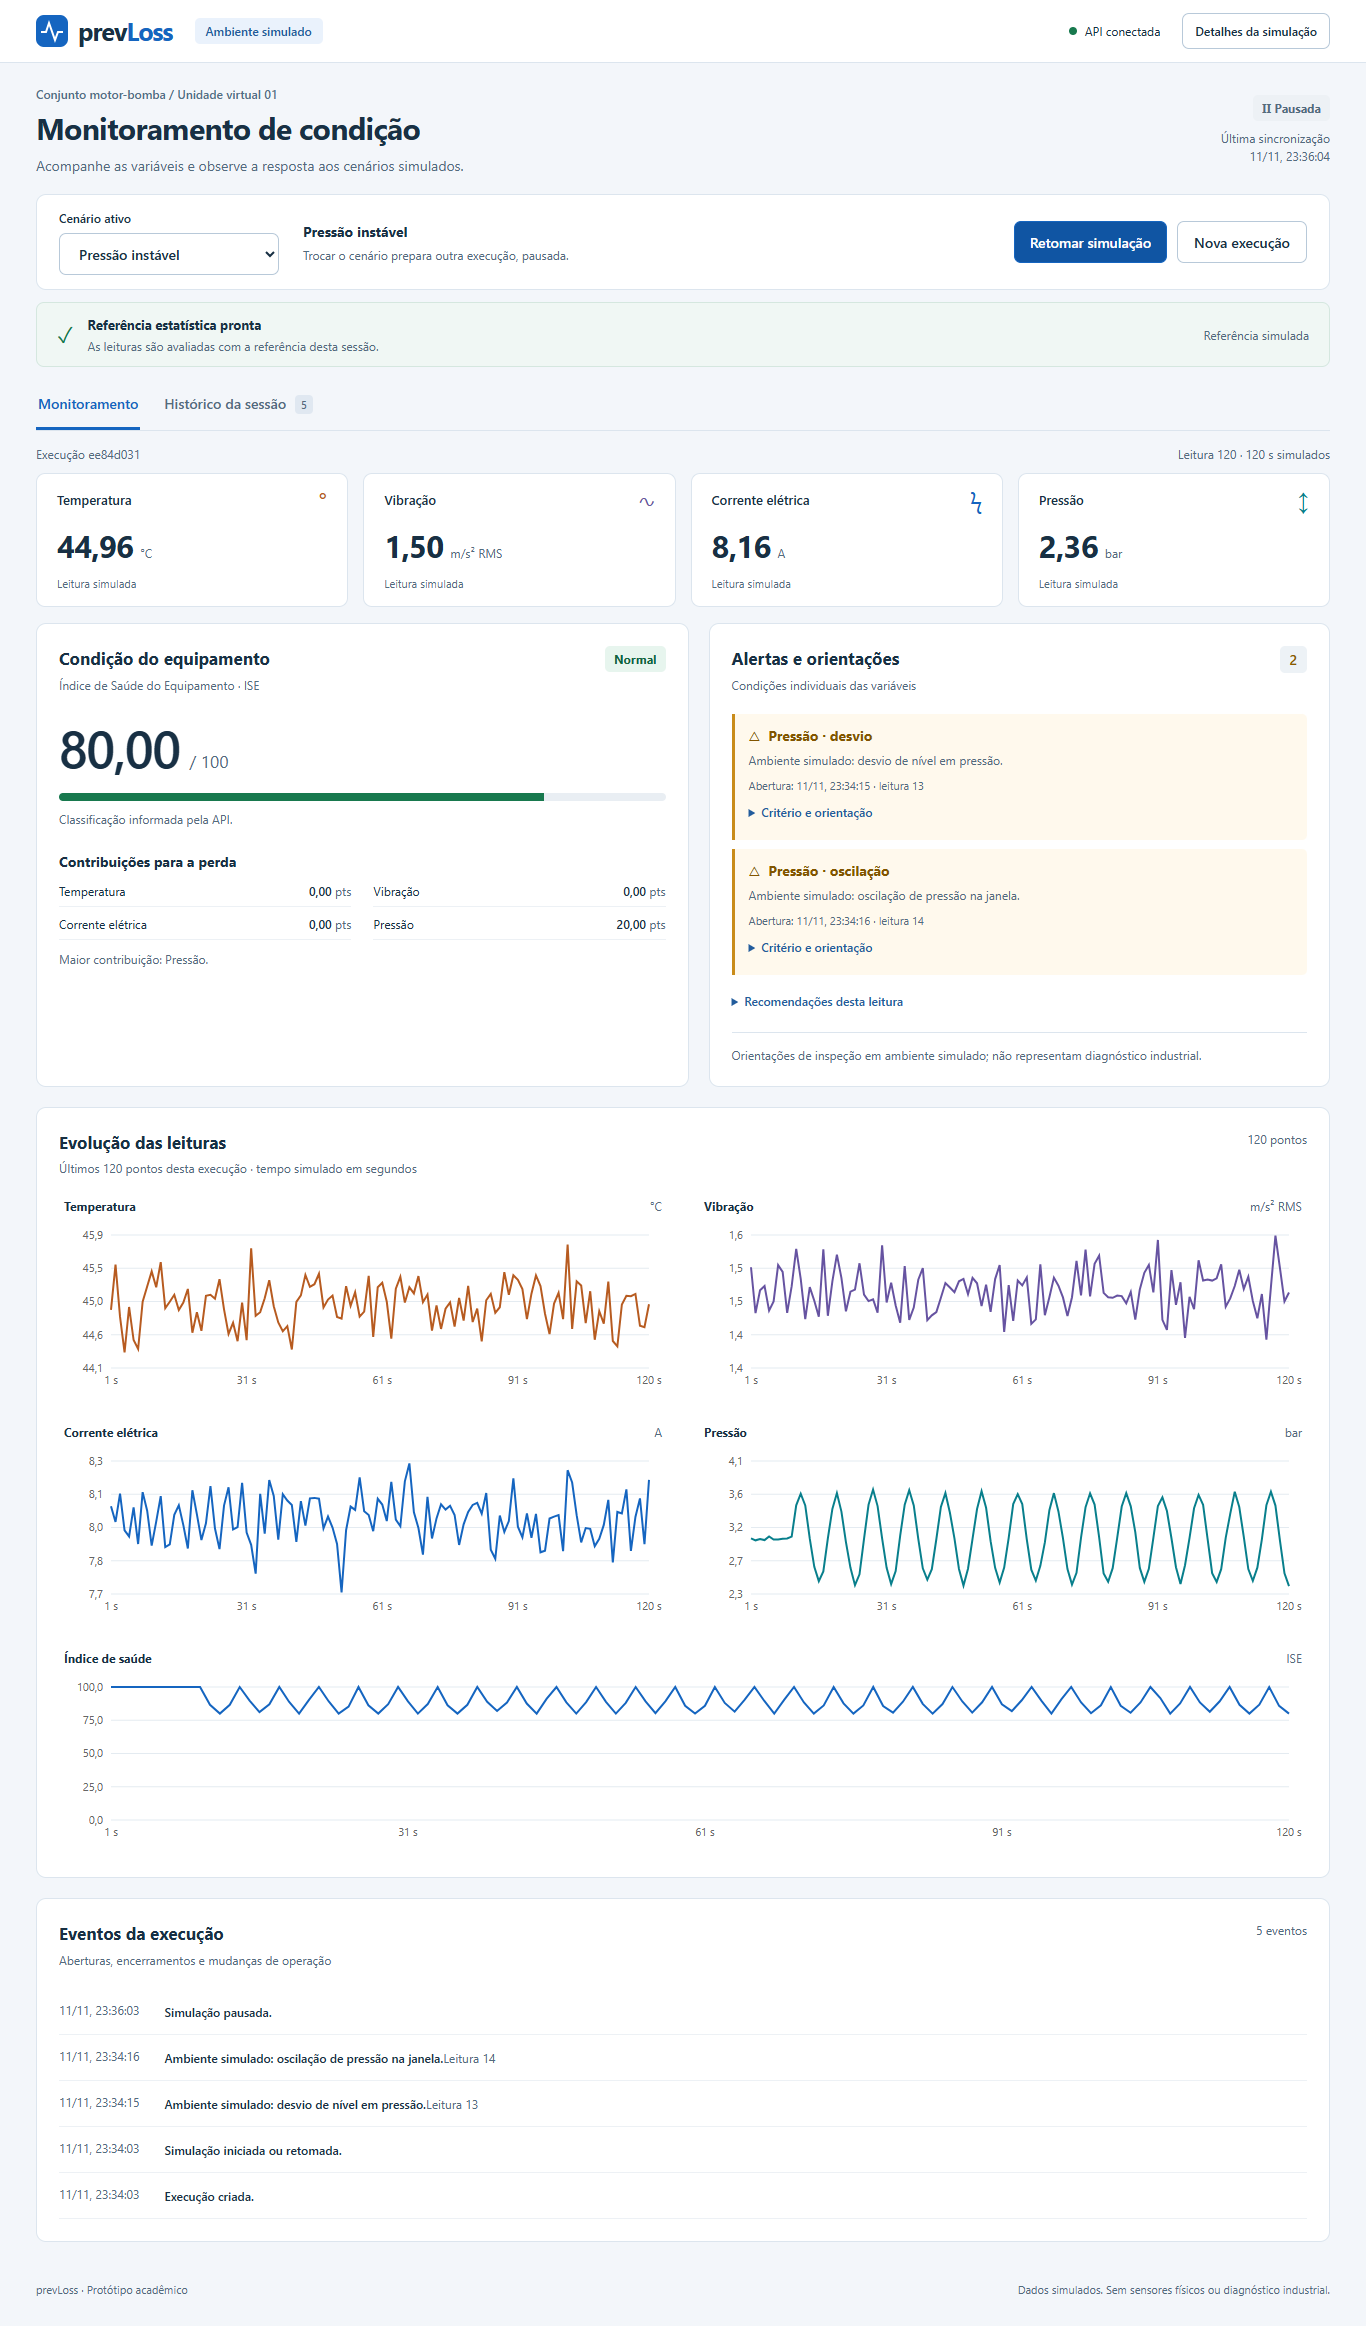 prevLoss
Ambiente simulado
API conectada
Detalhes da simulação
Conjunto motor-bomba / Unidade virtual 01
Monitoramento de condição
Acompanhe as variáveis e observe a resposta aos cenários simulados.
II Pausada
Última sincronização
11/11, 23:36:04
Cenário ativo
Pressão instável
Pressão instável
Trocar o cenário prepara outra execução, pausada.
Retomar simulação
Nova execução
✓ Referência estatística pronta
As leituras são avaliadas com a referência desta sessão.
Referência simulada
Monitoramento
Histórico da sessão 5
Execução ee84d031
Leitura 120 · 120 s simulados
Temperatura °
44,96 °C
Leitura simulada
Vibração
1,50 m/s² RMS
Leitura simulada
Corrente elétrica
8,16 A
Leitura simulada
Pressão
2,36 bar
Leitura simulada
Condição do equipamento
Normal
Índice de Saúde do Equipamento · ISE
80,00 / 100
Classificação informada pela API.
Contribuições para a perda
Temperatura 0,00 pts
Vibração 0,00 pts
Corrente elétrica 0,00 pts
Pressão 20,00 pts
Maior contribuição: Pressão.
Alertas e orientações
2
Condições individuais das variáveis
△ Pressão · desvio
Ambiente simulado: desvio de nível em pressão.
Abertura: 11/11, 23:34:15 · leitura 13
▶ Critério e orientação
△ Pressão · oscilação
Ambiente simulado: oscilação de pressão na janela.
Abertura: 11/11, 23:34:16 · leitura 14
▶ Critério e orientação
▶ Recomendações desta leitura
Orientações de inspeção em ambiente simulado; não representam diagnóstico industrial.
Evolução das leituras
120 pontos
Últimos 120 pontos desta execução · tempo simulado em segundos
Temperatura °C
45,9
45,5
45,0
44,6
44,1
1 s 31 s 61 s 91 s 120 s
Vibração m/s² RMS
1,6
1,5
1,5
1,4
1,4
1 s 31 s 61 s 91 s 120 s
Corrente elétrica A
8,3
8,1
8,0
7,8
7,7
1 s 31 s 61 s 91 s 120 s
Pressão bar
4,1
3,6
3,2
2,7
2,3
1 s 31 s 61 s 91 s 120 s
Índice de saúde ISE
100,0
75,0
50,0
25,0
0,0
1 s 31 s 61 s 91 s 120 s
Eventos da execução
5 eventos
Aberturas, encerramentos e mudanças de operação
11/11, 23:36:03 Simulação pausada.
11/11, 23:34:16 Ambiente simulado: oscilação de pressão na janela.Leitura 14
11/11, 23:34:15 Ambiente simulado: desvio de nível em pressão.Leitura 13
11/11, 23:34:03 Simulação iniciada ou retomada.
11/11, 23:34:03 Execução criada.
prevLoss · Protótipo acadêmico
Dados simulados. Sem sensores físicos ou diagnóstico industrial.